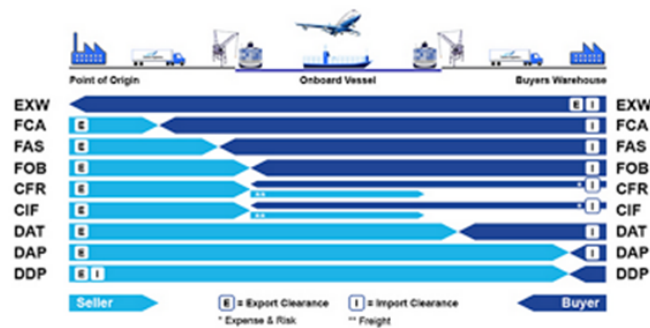 Point of Origin Onboard Vessel Buyers Warehouse
EXW E I EXW
FCA E I FCA
FAS E I FAS
FOB E I FOB
CFR E ** * I CFR
CIF E ** * I CIF
DAT E I DAT
DAP E I DAP
DDP E I DDP
Seller E = Export Clearance I = Import Clearance Buyer
* Expense & Risk ** Freight